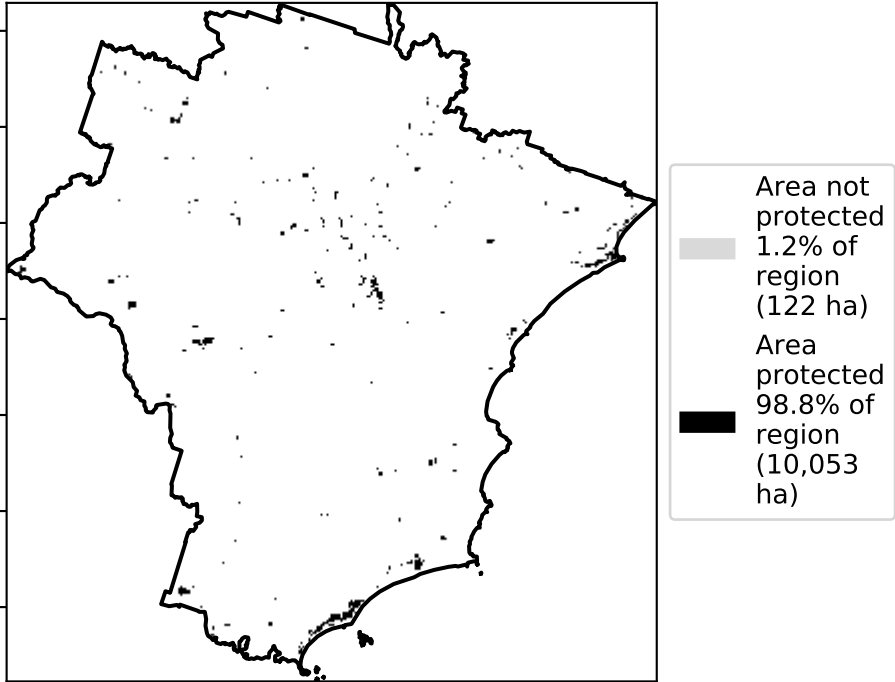 Area not
protected
1.2% of
region
(122 ha)
Area
protected
98.8% of
region
(10,053
ha)